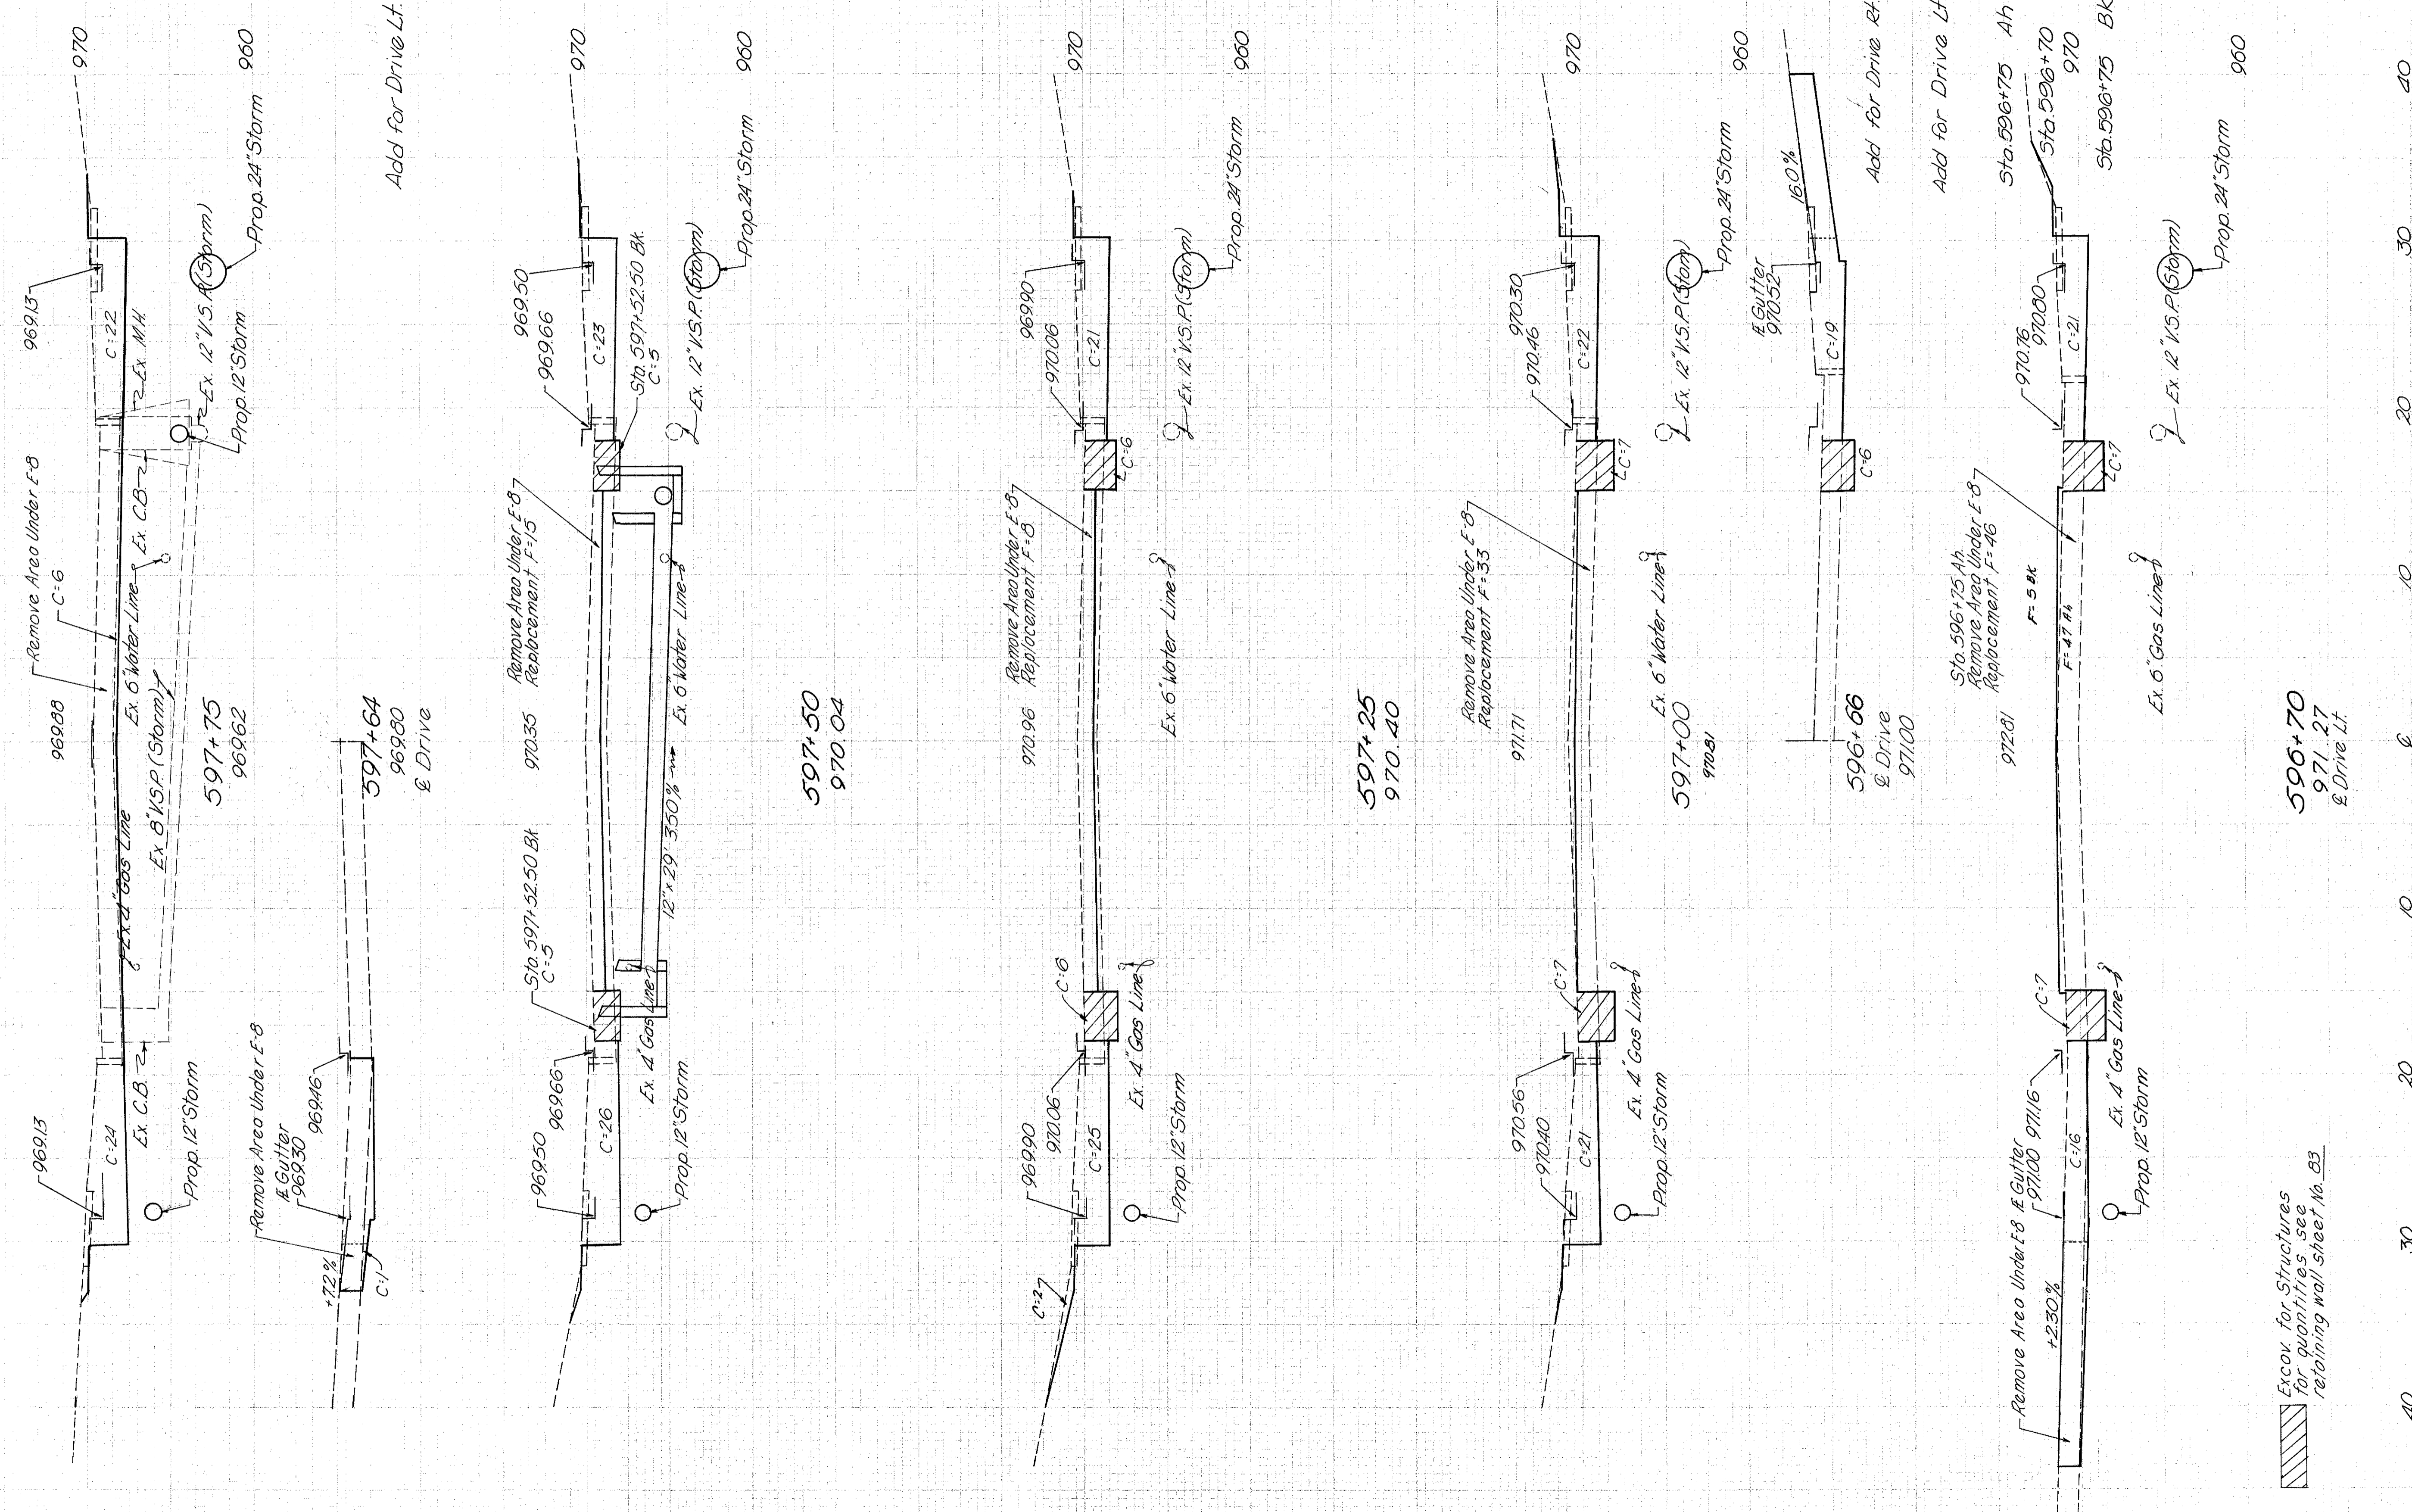 970
960
969.13
C=22
Ex. M.H.
Ex. 12" V.S.P. (Storm)
Prop. 24" Storm
Prop. 12" Storm
Remove Area Under E-8
C=6
Ex. C.B.
Ex. 6" Water Line
969.88
Ex. 4" Gas Line
Ex. 8" V.S.P. (Storm)
597+75
969.62
969.13
C=24
Ex. C.B.
Prop. 12" Storm
Add for Drive Lt.
597+64
969.80
℄ Drive
Remove Area Under E-8
Gutter
969.30
969.46
+7.2%
C=1
970
960
969.50
969.66
C=23
Sta. 597+52.50 Bk.
C=5
Ex. 12" V.S.P. (Storm)
Prop. 24" Storm
Remove Area Under E-8
Replacement F=15
970.35
Ex. 6" Water Line
12" x 29' 3.50%
Sta. 597+52.50 Bk
C=5
969.50
969.66
C=26
Ex. 4" Gas Line
Prop. 12" Storm
597+50
970.04
970
960
969.90
970.06
C=21
C=6
Ex. 12" V.S.P. (Storm)
Prop. 24" Storm
Remove Area Under E-8
Replacement F=8
970.96
Ex. 6" Water Line
C=6
969.90
970.06
C=25
C=2
Ex. 4" Gas Line
Prop. 12" Storm
597+25
970.40
970
960
970.30
970.46
C=22
C=7
Ex. 12" V.S.P. (Storm)
Prop. 24" Storm
Remove Area Under E-8
Replacement F=33
971.71
Ex. 6" Water Line
C=7
970.56
970.40
C=21
Ex. 4" Gas Line
Prop. 12" Storm
597+00
970.81
16.0%
Gutter
970.52
C=19
C=6
Add for Drive Rt.
596+66
℄ Drive
971.00
Add for Drive Lt
Sta. 596+75 Ah
Sta. 596+70
970
Sta. 596+75 Bk
960
970.76
970.80
C=21
C=7
Ex. 12" V.S.P. (Storm)
Prop. 24" Storm
Sta. 596+75 Ah.
Remove Area Under E-8
Replacement F=46
F=5 Bk
F=47 Ah
972.81
Ex. 6" Gas Line
C=7
Remove Area Under E-8
Gutter
971.00
971.16
C=16
+2.30%
Ex. 4" Gas Line
Prop. 12" Storm
596+70
971.27
℄ Drive Lt.
Excav. for Structures
for quantities see
retaining wall sheet No. 83
40
30
20
10
℄
10
20
30
40